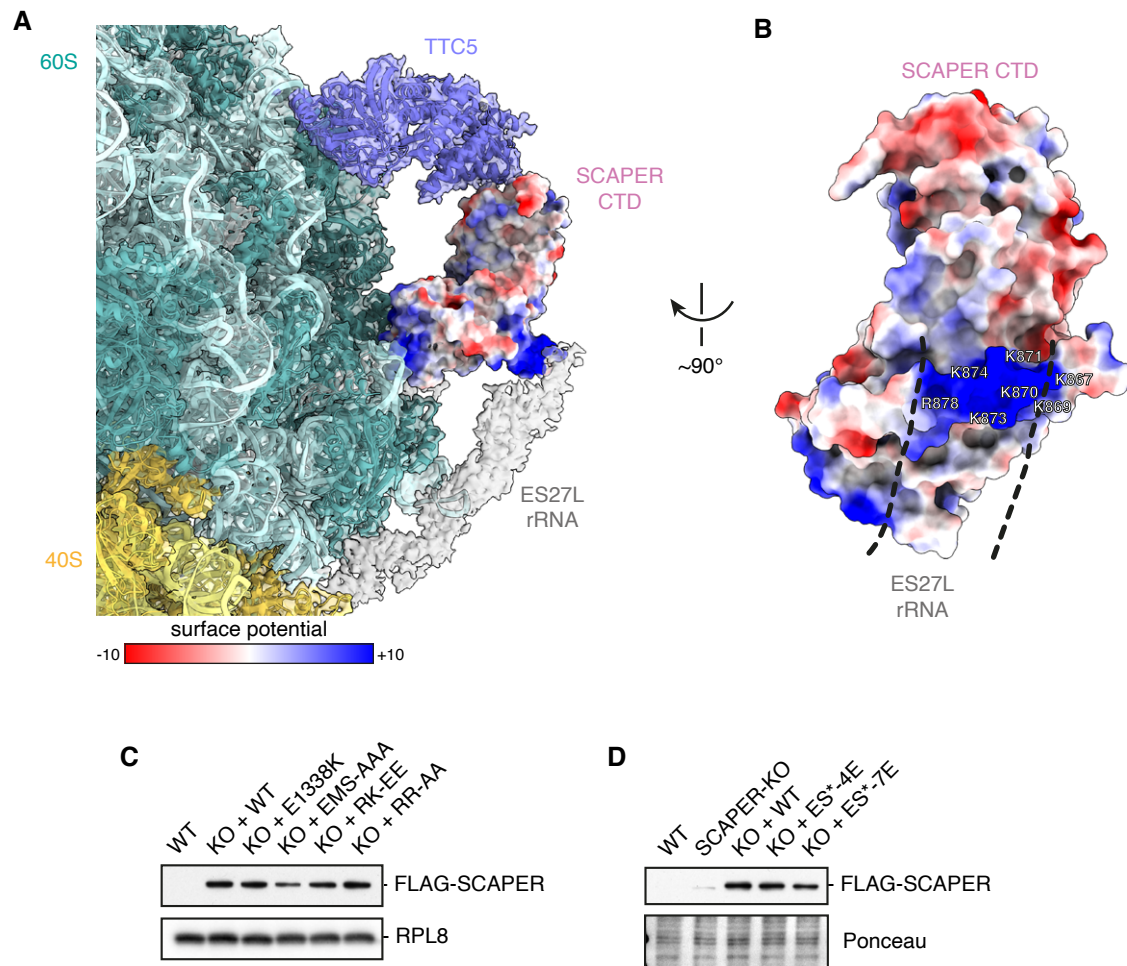 A
60S
TTC5
SCAPER
CTD
ES27L
rRNA
40S
surface potential
-10
+10
~90°
B
SCAPER CTD
K871
K874
K867
K870
R878
K869
K873
ES27L
rRNA
C
WT
KO + WT
KO + E1338K
KO + EMS-AAA
KO + RK-EE
KO + RR-AA
FLAG-SCAPER
RPL8
D
WT
SCAPER-KO
KO + WT
KO + ES*-4E
KO + ES*-7E
FLAG-SCAPER
Ponceau